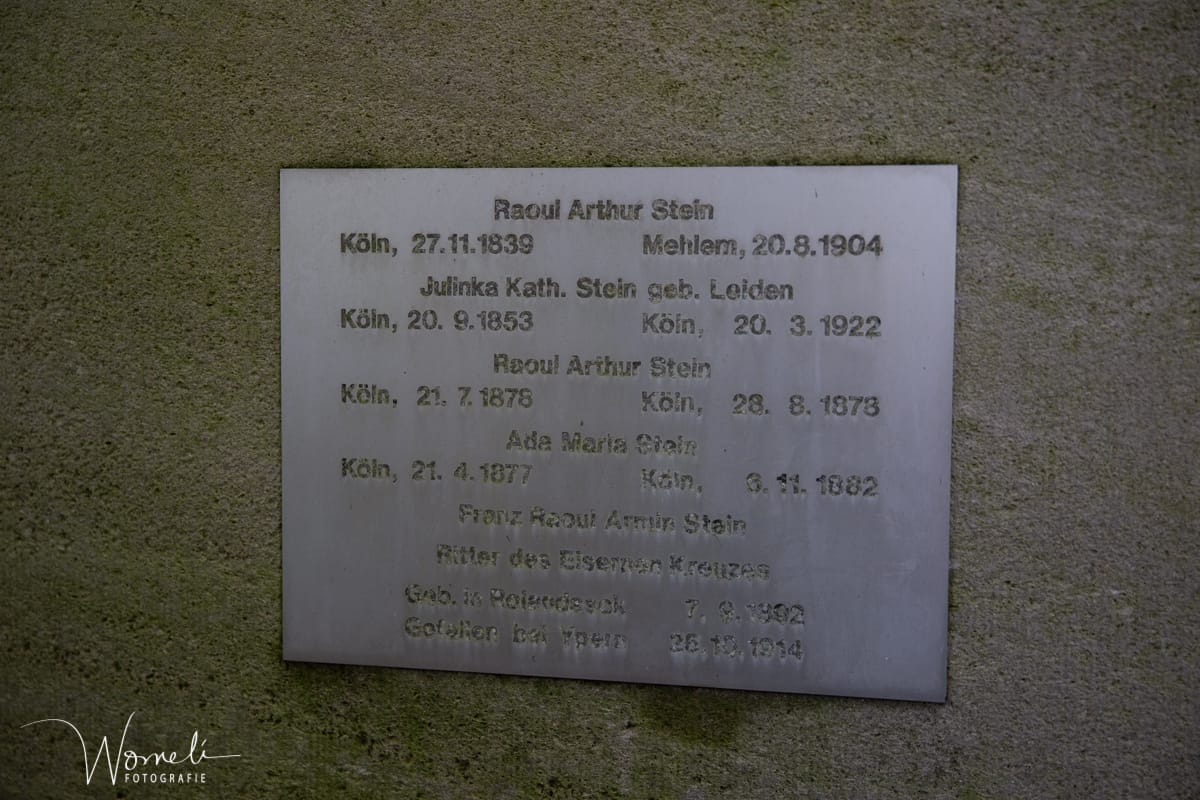 Raoul Arthur Stein
Köln, 27.11.1839 Mehlem, 20.8.1904
Julinka Kath. Stein geb. Leiden
Köln, 20. 9.1853 Köln, 20. 3.1922
Raoul Arthur Stein
Köln, 21. 7. 1878 Köln, 28. 8. 1878
Ada Maria Stein
Köln, 21. 4. 1877 Köln, 6. 11. 1882
Franz Raoul Armin Stein
Ritter des Eisernen Kreuzes
Geb. in Rolandseck 7. 9. 1892
Gefallen bei Ypern 26.10.1914
Womeli
FOTOGRAFIE